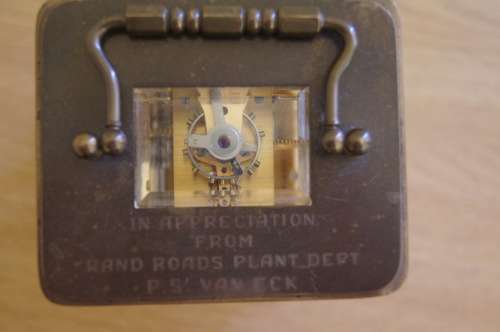 IN APPRECIATION
FROM
RAND ROADS PLANT DEPT
P.S. VAN ECK